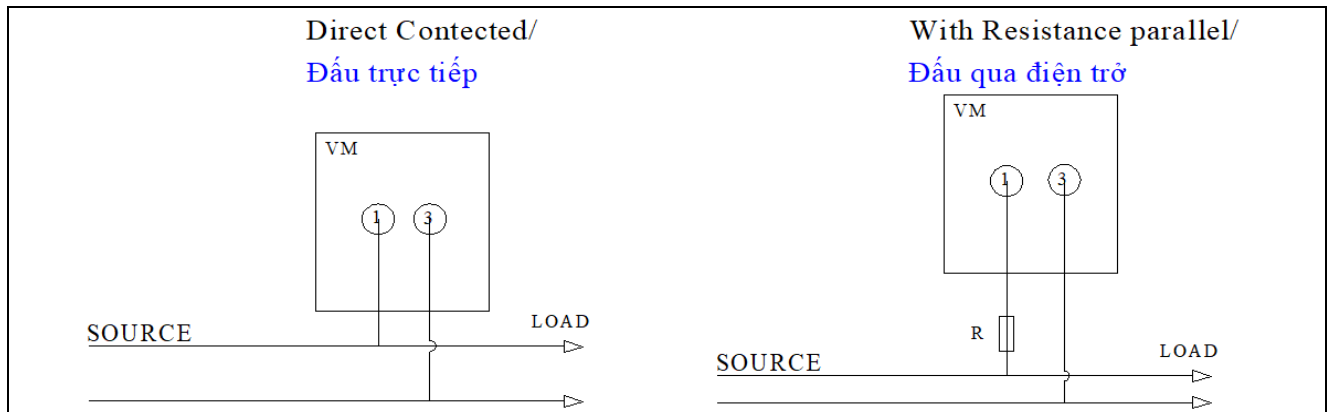 Direct Contected/
Đấu trực tiếp
VM
1 3
SOURCE
LOAD
With Resistance parallel/
Đấu qua điện trở
VM
1 3
R
SOURCE
LOAD